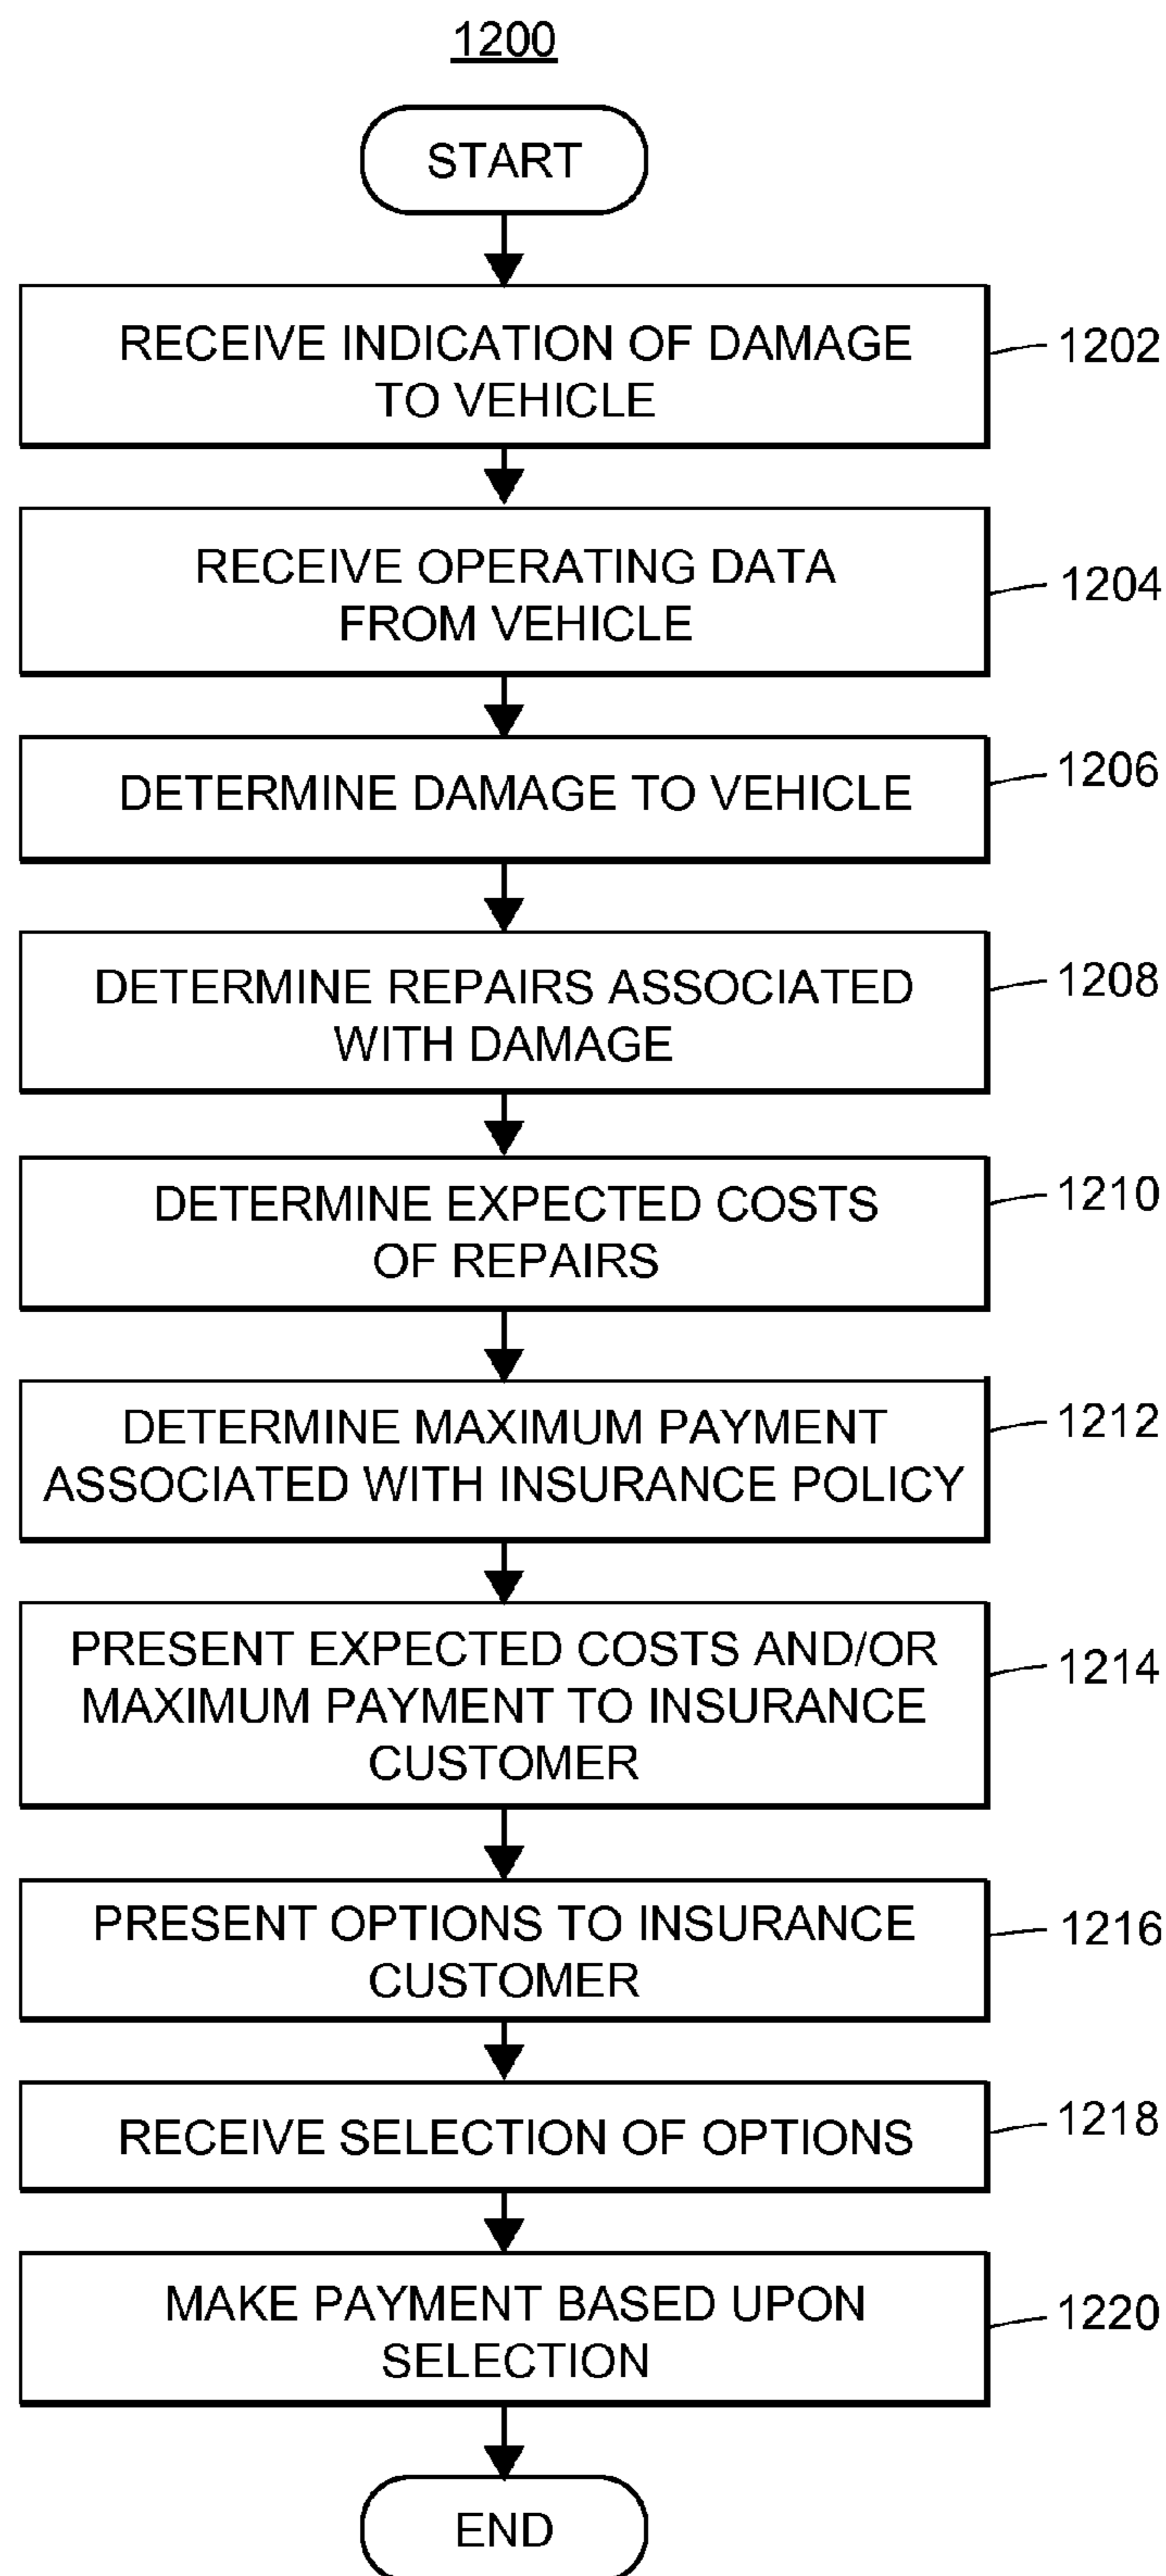 1200
START
RECEIVE INDICATION OF DAMAGE
TO VEHICLE
1202
RECEIVE OPERATING DATA
FROM VEHICLE
1204
DETERMINE DAMAGE TO VEHICLE
1206
DETERMINE REPAIRS ASSOCIATED
WITH DAMAGE
1208
DETERMINE EXPECTED COSTS
OF REPAIRS
1210
DETERMINE MAXIMUM PAYMENT
ASSOCIATED WITH INSURANCE POLICY
1212
PRESENT EXPECTED COSTS AND/OR
MAXIMUM PAYMENT TO INSURANCE
CUSTOMER
1214
PRESENT OPTIONS TO INSURANCE
CUSTOMER
1216
RECEIVE SELECTION OF OPTIONS
1218
MAKE PAYMENT BASED UPON
SELECTION
1220
END